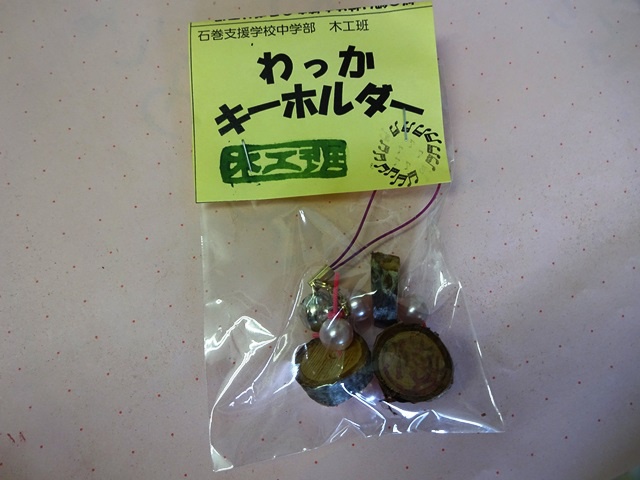 石巻支援学校中学部　木工班
わっか
キーホルダー
木工班